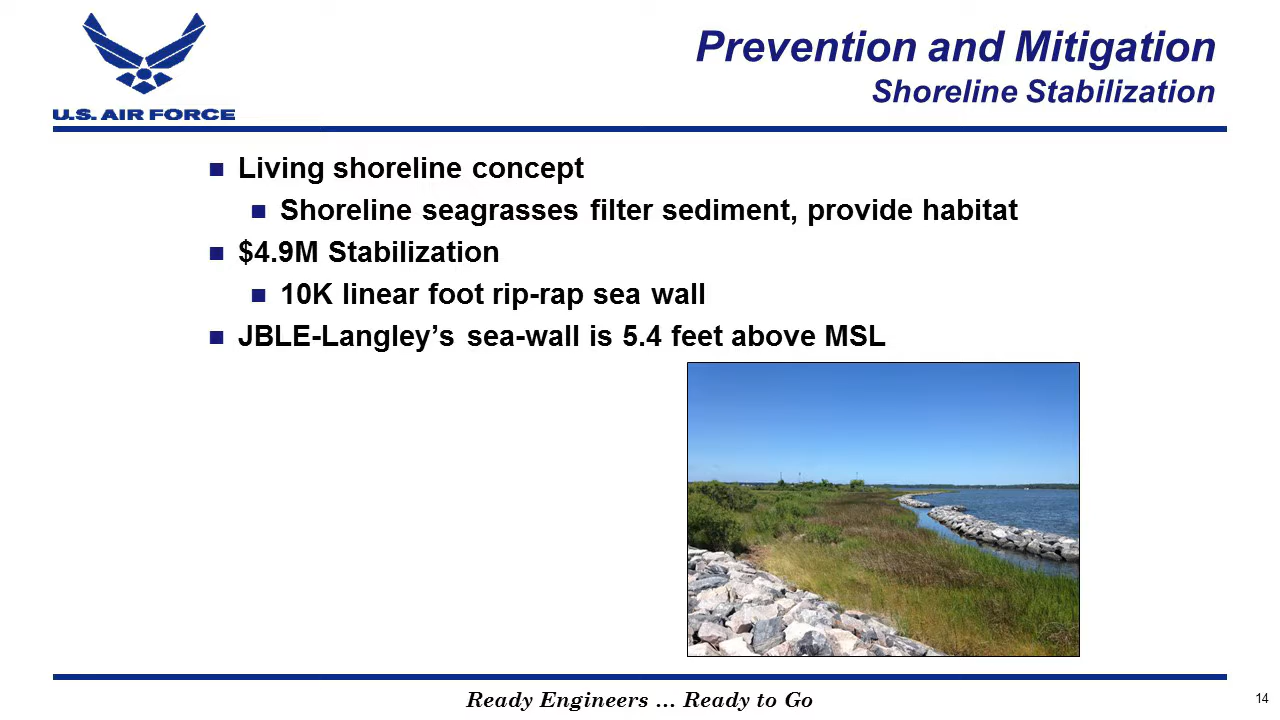 Prevention and Mitigation
Shoreline Stabilization
U.S. AIR FORCE
Living shoreline concept
Shoreline seagrasses filter sediment, provide habitat
$4.9M Stabilization
10K linear foot rip-rap sea wall
JBLE-Langley’s sea-wall is 5.4 feet above MSL
Ready Engineers … Ready to Go
14